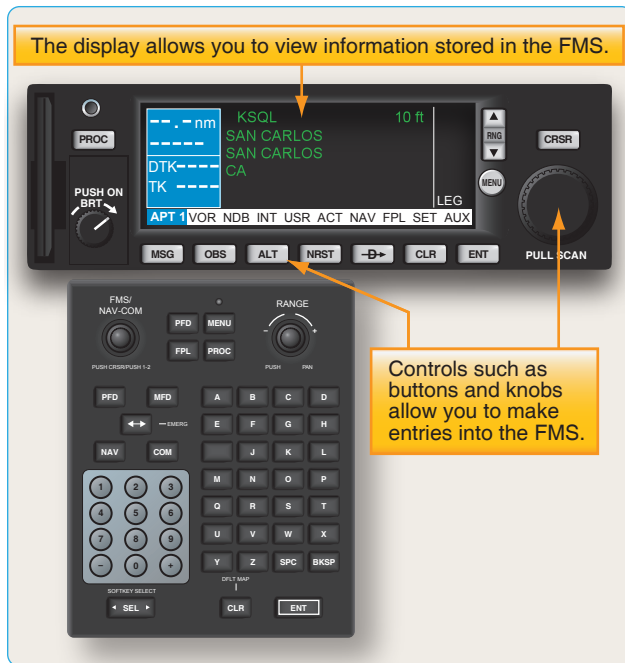 The display allows you to view information stored in the FMS.
PROC
PUSH ON
BRT
--.-nm
-----
DTK----
TK ----
KSQL 10 ft
SAN CARLOS
SAN CARLOS
CA
LEG
APT 1 VOR NDB INT USR ACT NAV FPL SET AUX
RNG
MENU
CRSR
PULL SCAN
MSG OBS ALT NRST D CLR ENT
Controls such as
buttons and knobs
allow you to make
entries into the FMS.
FMS/
NAV-COM
PUSH CRSR/PUSH 1-2
PFD MENU
FPL PROC
RANGE
- +
PUSH PAN
PFD MFD
EMERG
NAV COM
A B C D
E F G H
J K L
M N O P
Q R S T
U V W X
Y Z SPC BKSP
1 2 3
4 5 6
7 8 9
- 0 +
SOFTKEY SELECT
SEL
DFLT MAP
CLR ENT